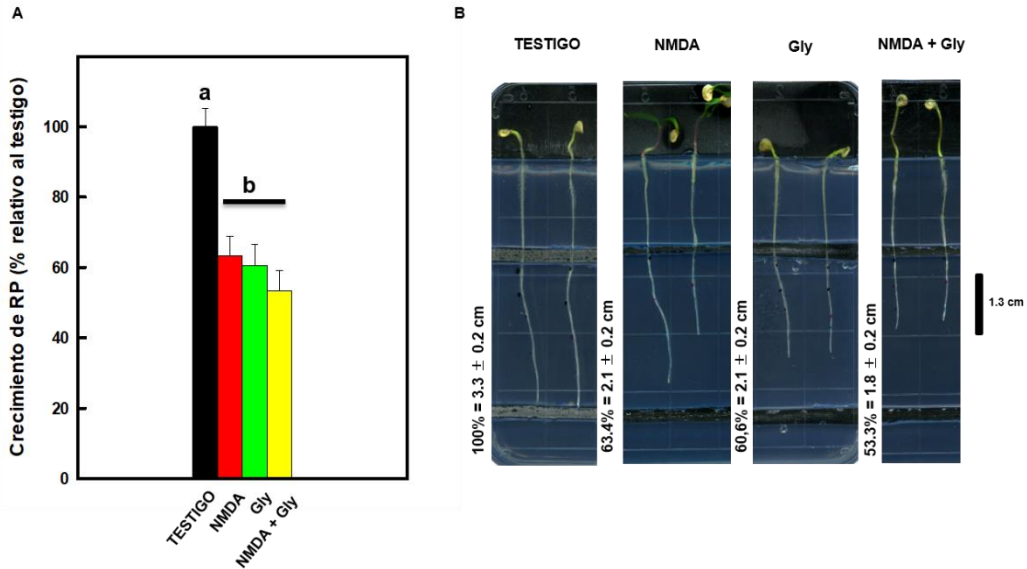 A
Crecimiento de RP (% relativo al testigo)
100
80
60
40
20
0
a
b
TESTIGO
NMDA
Gly
NMDA + Gly
B
TESTIGO
NMDA
Gly
NMDA + Gly
100% = 3.3 ± 0.2 cm
63.4% = 2.1 ± 0.2 cm
60,6% = 2.1 ± 0.2 cm
53.3% = 1.8 ± 0.2 cm
1.3 cm